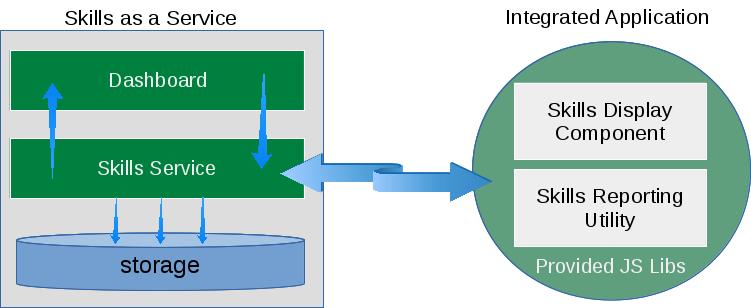 Skills as a Service
Dashboard
Skills Service
storage
Integrated Application
Skills Display
Component
Skills Reporting
Utility
Provided JS Libs